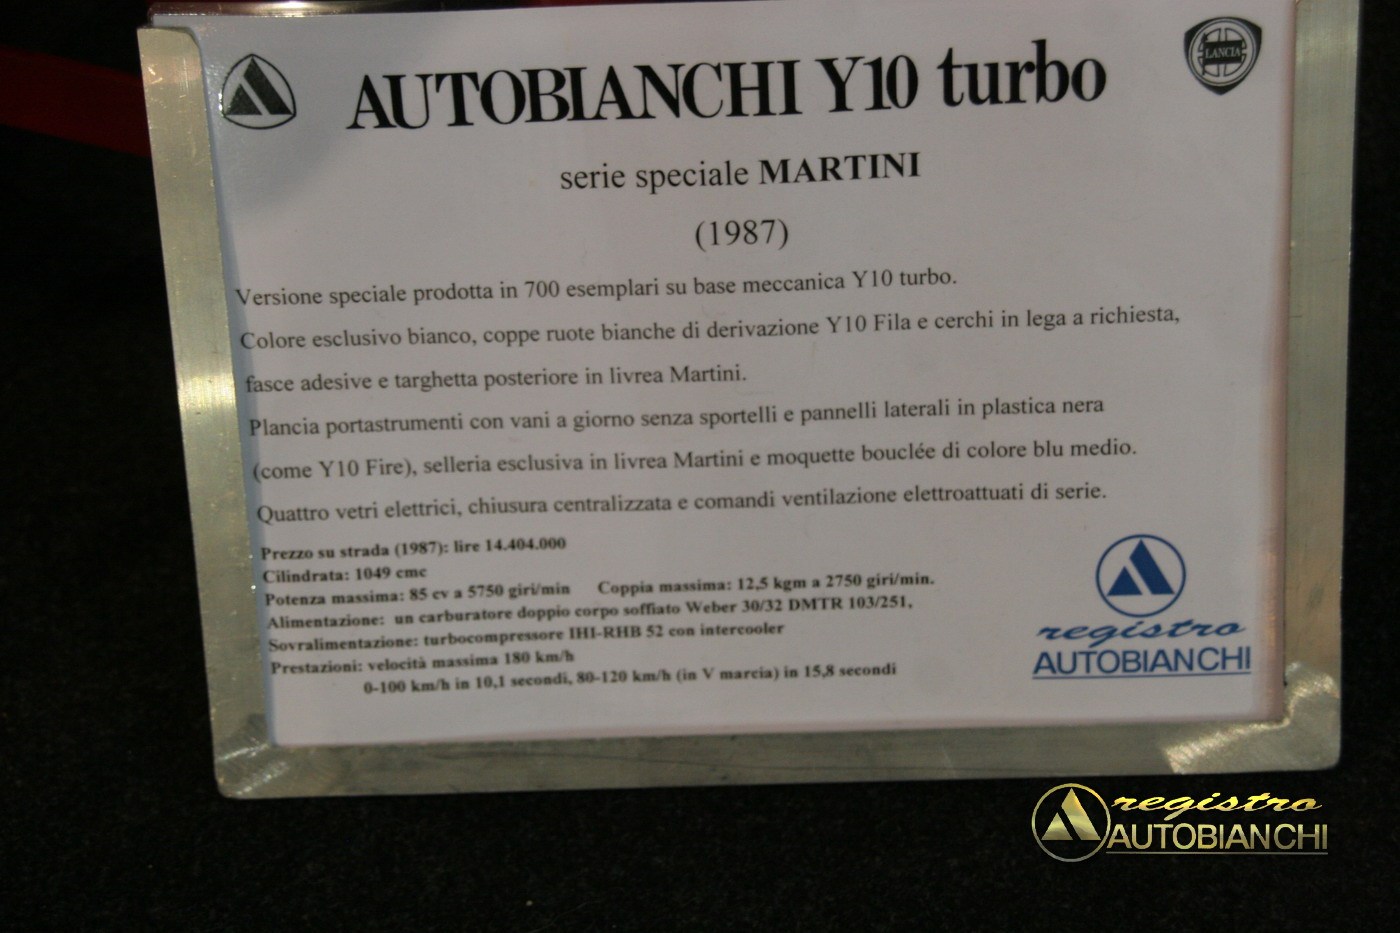 AUTOBIANCHI Y10 turbo
LANCIA
serie speciale MARTINI
(1987)
Versione speciale prodotta in 700 esemplari su base meccanica Y10 turbo.
Colore esclusivo bianco, coppe ruote bianche di derivazione Y10 Fila e cerchi in lega a richiesta,
fasce adesive e targhetta posteriore in livrea Martini.
Plancia portastrumenti con vani a giorno senza sportelli e pannelli laterali in plastica nera
(come Y10 Fire), selleria esclusiva in livrea Martini e moquette bouclée di colore blu medio.
Quattro vetri elettrici, chiusura centralizzata e comandi ventilazione elettroattuati di serie.
Prezzo su strada (1987): lire 14.404.000
Cilindrata: 1049 cmc
Potenza massima: 85 cv a 5750 giri/min Coppia massima: 12,5 kgm a 2750 giri/min.
Alimentazione: un carburatore doppio corpo soffiato Weber 30/32 DMTR 103/251,
Sovralimentazione: turbocompressore IHI-RHB 52 con intercooler
Prestazioni: velocità massima 180 km/h
0-100 km/h in 10,1 secondi, 80-120 km/h (in V marcia) in 15,8 secondi
registro
AUTOBIANCHI
registro
AUTOBIANCHI